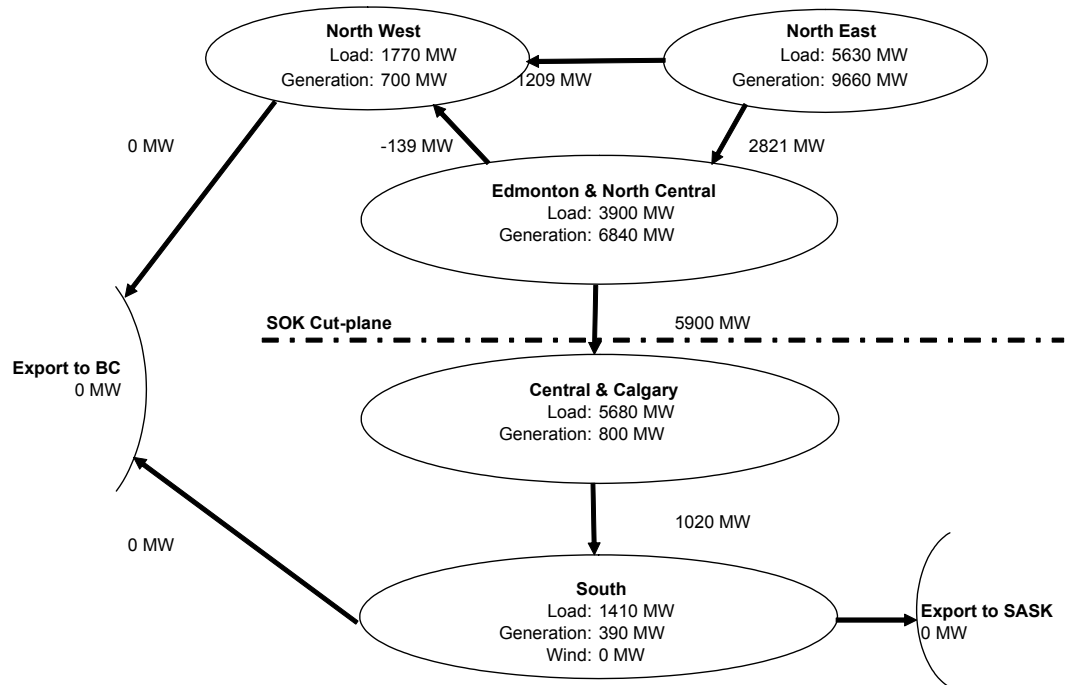 North West
Load: 1770 MW
Generation: 700 MW
North East
Load: 5630 MW
Generation: 9660 MW
1209 MW
0 MW
-139 MW
2821 MW
Edmonton & North Central
Load: 3900 MW
Generation: 6840 MW
SOK Cut-plane
5900 MW
Export to BC
0 MW
Central & Calgary
Load: 5680 MW
Generation: 800 MW
1020 MW
0 MW
South
Load: 1410 MW
Generation: 390 MW
Wind: 0 MW
Export to SASK
0 MW